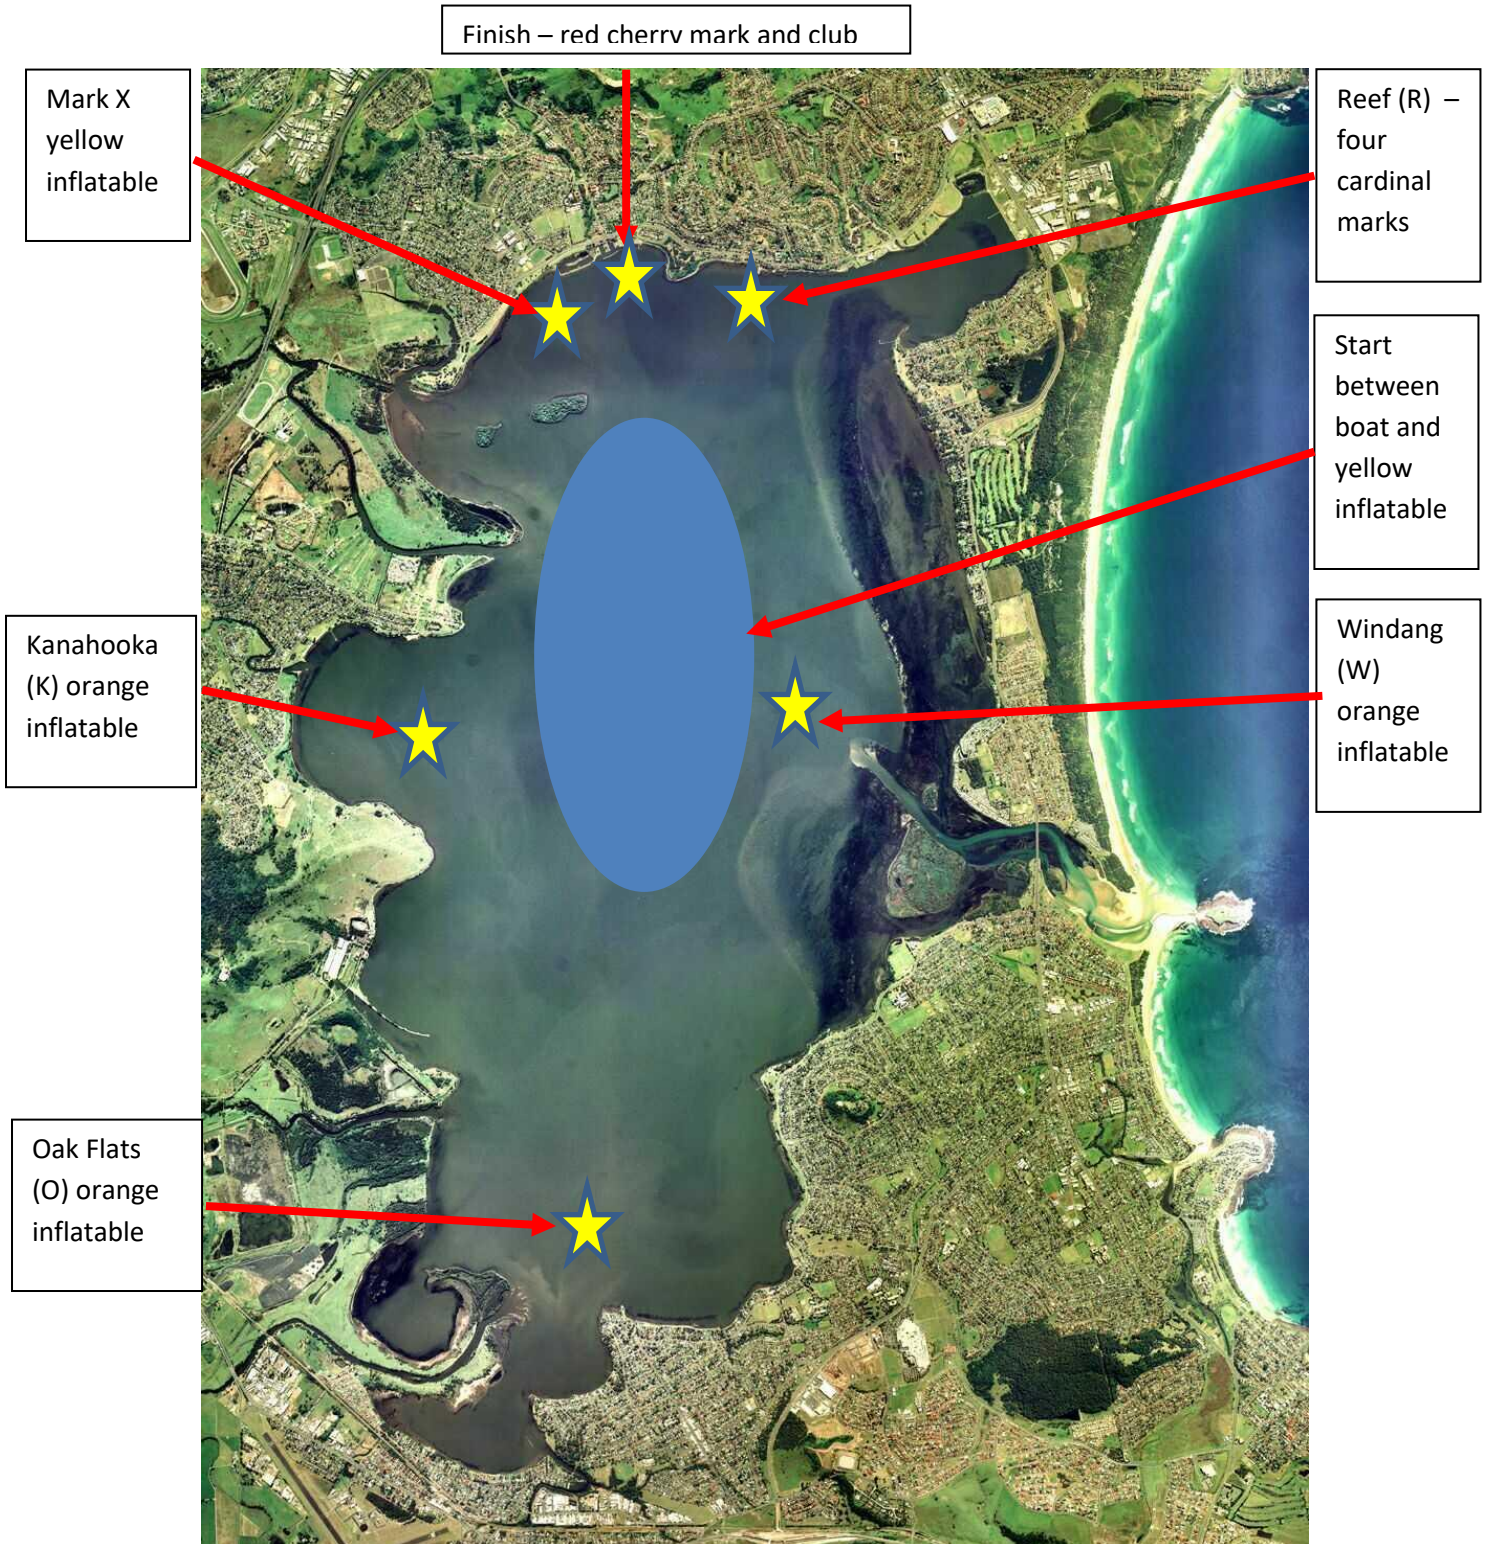 Finish – red cherry mark and club
Mark X
yellow
inflatable
Reef (R) –
four
cardinal
marks
Start
between
boat and
yellow
inflatable
Kanahooka
(K) orange
inflatable
Windang
(W)
orange
inflatable
Oak Flats
(O) orange
inflatable